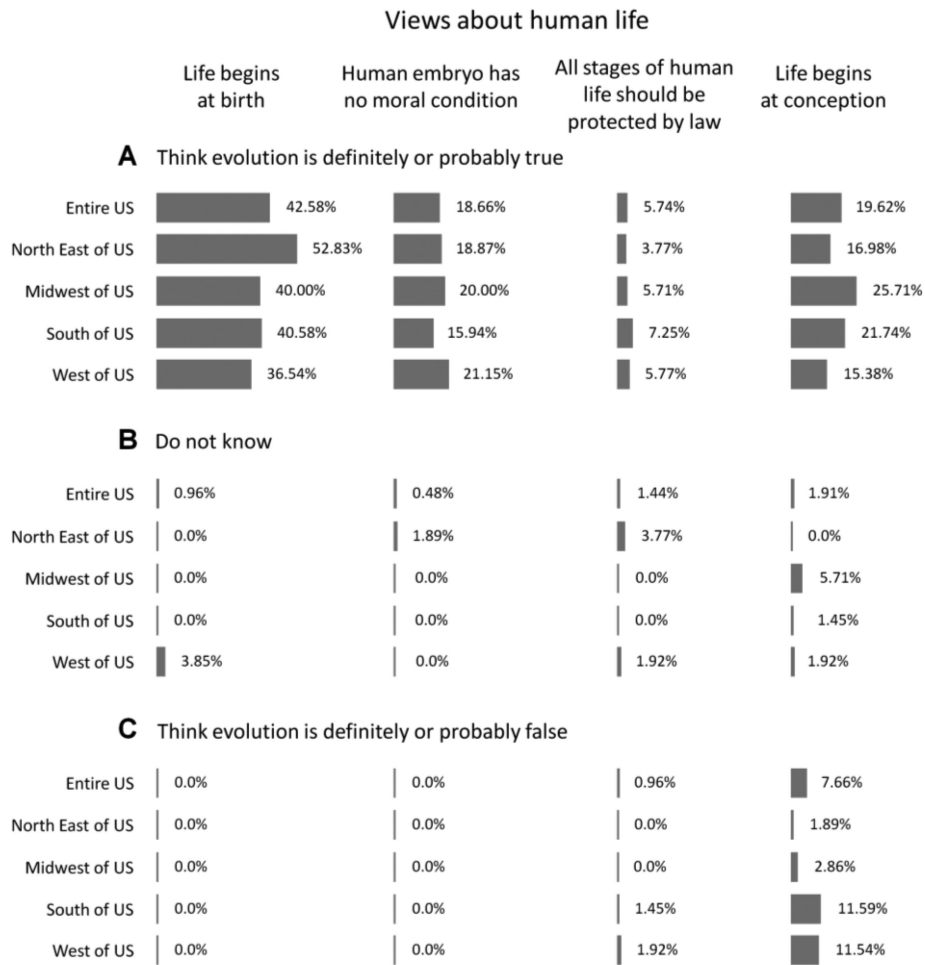 Views about human life
Life begins
at birth
Human embryo has
no moral condition
All stages of human
life should be
protected by law
Life begins
at conception
A Think evolution is definitely or probably true
Entire US 42.58% 18.66% 5.74% 19.62%
North East of US 52.83% 18.87% 3.77% 16.98%
Midwest of US 40.00% 20.00% 5.71% 25.71%
South of US 40.58% 15.94% 7.25% 21.74%
West of US 36.54% 21.15% 5.77% 15.38%
B Do not know
Entire US 0.96% 0.48% 1.44% 1.91%
North East of US 0.0% 1.89% 3.77% 0.0%
Midwest of US 0.0% 0.0% 0.0% 5.71%
South of US 0.0% 0.0% 0.0% 1.45%
West of US 3.85% 0.0% 1.92% 1.92%
C Think evolution is definitely or probably false
Entire US 0.0% 0.0% 0.96% 7.66%
North East of US 0.0% 0.0% 0.0% 1.89%
Midwest of US 0.0% 0.0% 0.0% 2.86%
South of US 0.0% 0.0% 1.45% 11.59%
West of US 0.0% 0.0% 1.92% 11.54%